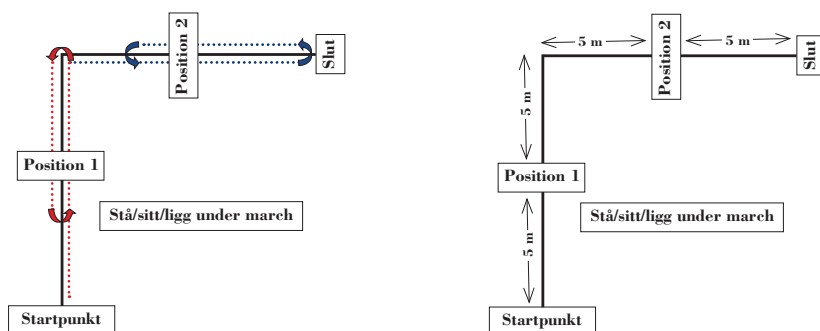 Position 2
Slut
Position 1
Stå/sitt/ligg under march
Startpunkt
5 m
5 m
Position 2
Slut
5 m
Position 1
5 m
Stå/sitt/ligg under march
Startpunkt